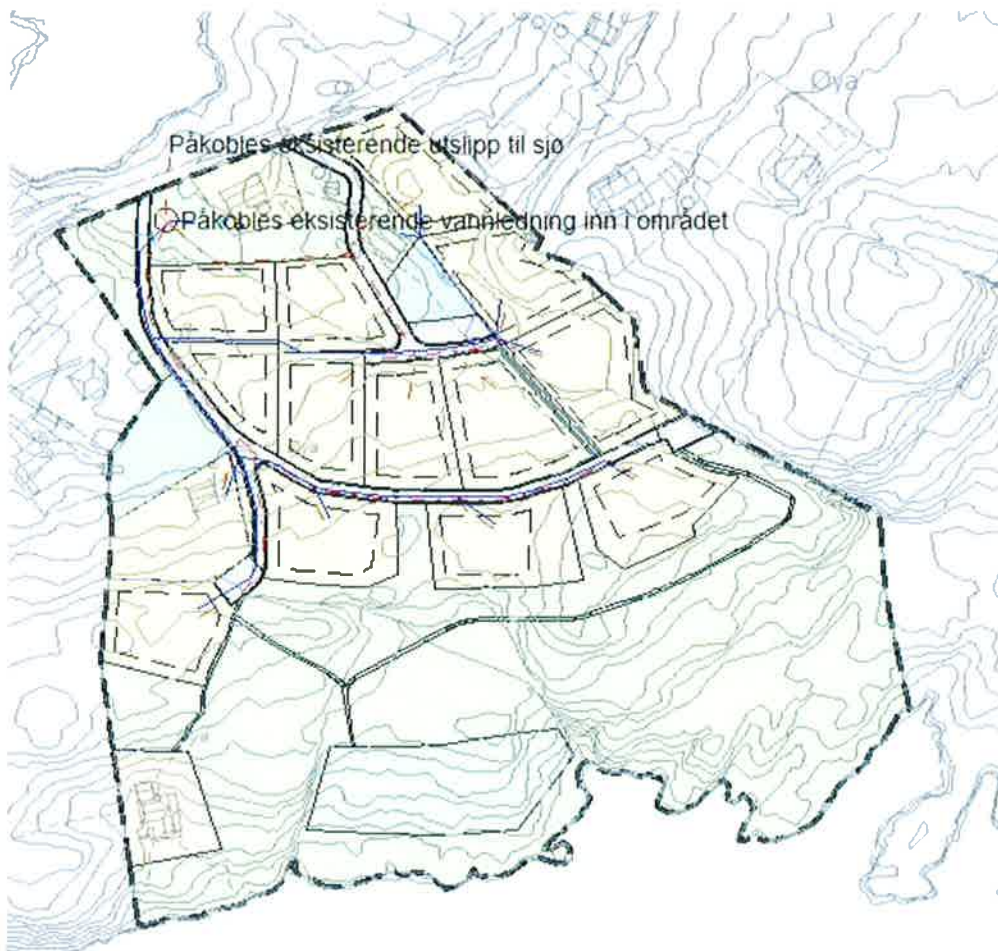 Øya
Påkobles eksisterende utslipp til sjø
Påkobles eksisterende vannledning inn i området